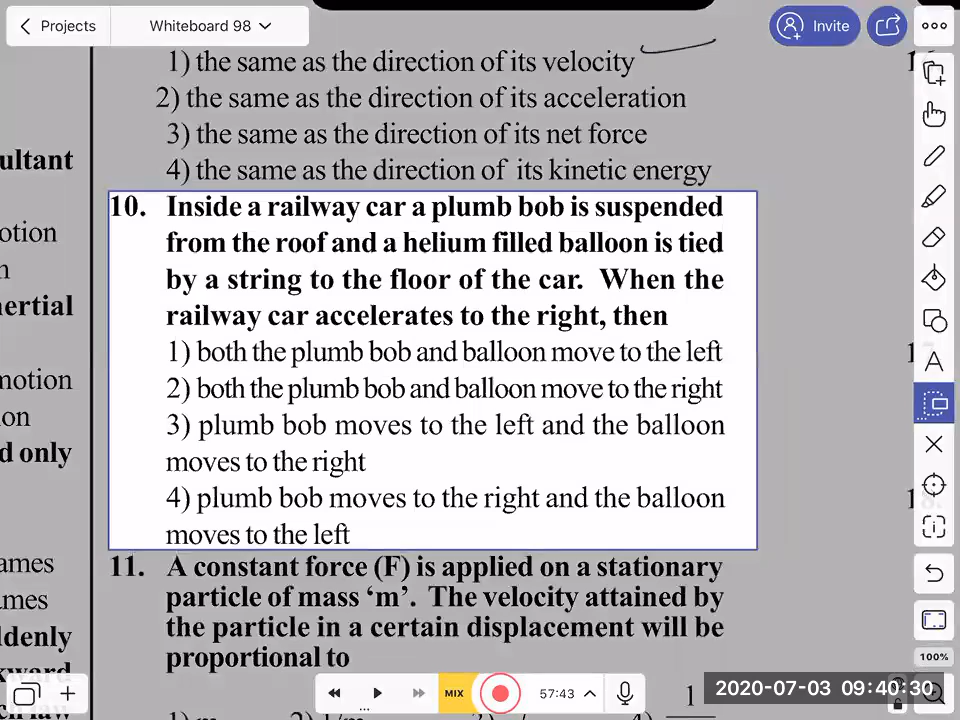 Projects
Whiteboard 98
Invite
1) the same as the direction of its velocity
2) the same as the direction of its acceleration
3) the same as the direction of its net force
4) the same as the direction of its kinetic energy
10. Inside a railway car a plumb bob is suspended
from the roof and a helium filled balloon is tied
by a string to the floor of the car. When the
railway car accelerates to the right, then
1) both the plumb bob and balloon move to the left
2) both the plumb bob and balloon move to the right
3) plumb bob moves to the left and the balloon
moves to the right
4) plumb bob moves to the right and the balloon
moves to the left
11. A constant force (F) is applied on a stationary
particle of mass ‘m’. The velocity attained by
the particle in a certain displacement will be
proportional to
ultant
otion
n
ertial
motion
on
d only
ames
ames
ddenly
kward
100%
MIX
57:43
1
2020-07-03 09:40:30